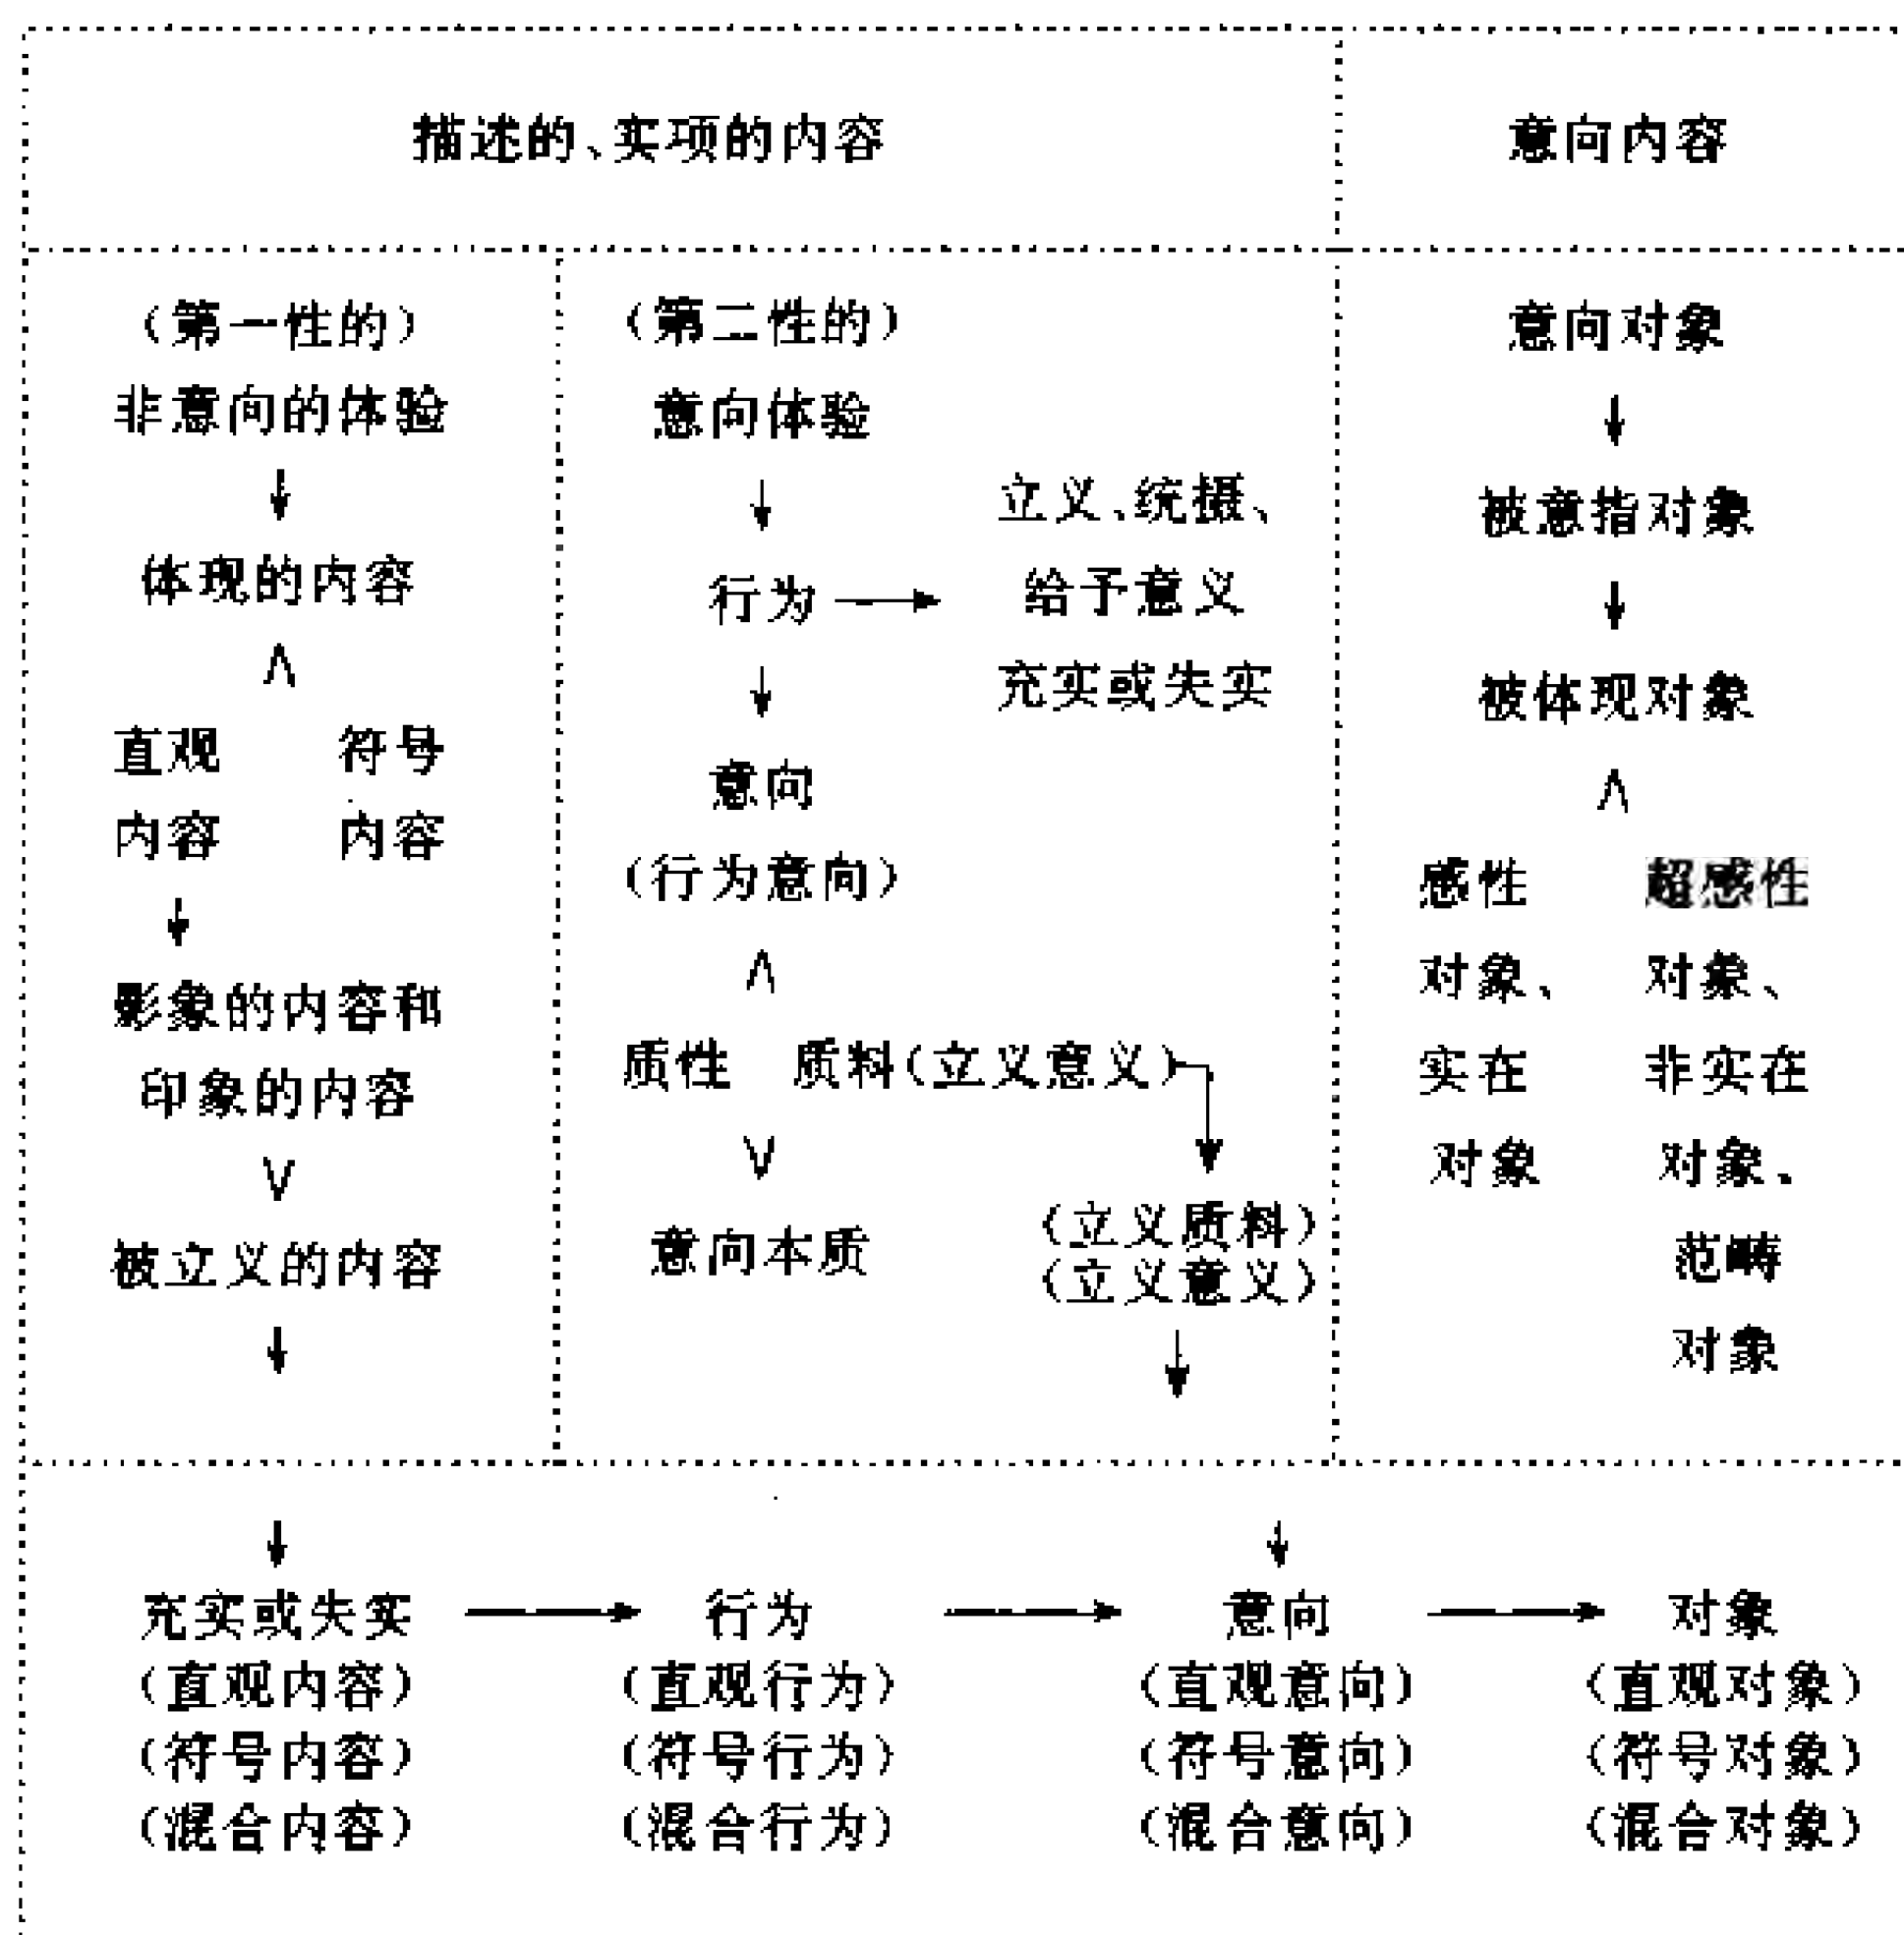 描述的、实项的内容
意向内容
(第一性的)
非意向的体验
↓
体现的内容
∧
直观 符号
内容 内容
↓
影象的内容和
印象的内容
∨
被立义的内容
↓
(第二性的)
意向体验
↓
行为 →
立义、统摄、
给予意义
充实或失实
↓
意向
(行为意向)
∧
质性 质料(立义意义)
∨
意向本质
(立义质料)
(立义意义)
↓
意向对象
↓
被意指对象
↓
被体现对象
∧
感性 超感性
对象、 对象、
实在 非实在
对象 对象、
范畴
对象
↓ ↓
充实或失实 → 行为 → 意向 → 对象
(直观内容) (直观行为) (直观意向) (直观对象)
(符号内容) (符号行为) (符号意向) (符号对象)
(混合内容) (混合行为) (混合意向) (混合对象)